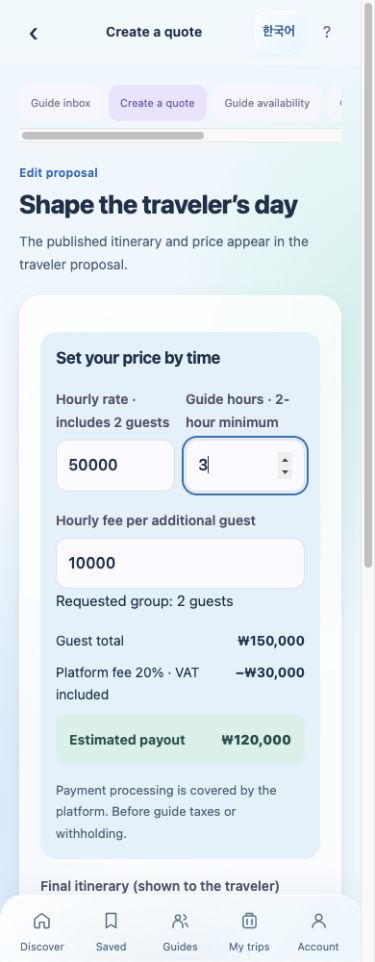 Create a quote
한국어
?
Guide inbox
Create a quote
Guide availability
Edit proposal
Shape the traveler’s day
The published itinerary and price appear in the
traveler proposal.
Set your price by time
Hourly rate ·
includes 2 guests
Guide hours · 2-
hour minimum
50000
3
Hourly fee per additional guest
10000
Requested group: 2 guests
Guest total
₩150,000
Platform fee 20% · VAT
included
−₩30,000
Estimated payout
₩120,000
Payment processing is covered by the
platform. Before guide taxes or
withholding.
Final itinerary (shown to the traveler)
Discover
Saved
Guides
My trips
Account